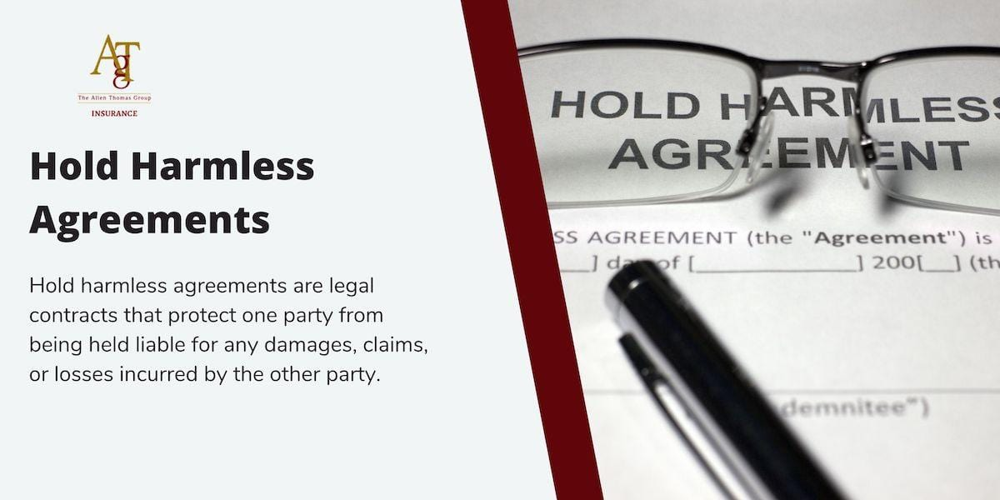 ATg
The Allen Thomas Group
INSURANCE
Hold Harmless
Agreements
Hold harmless agreements are legal
contracts that protect one party from
being held liable for any damages, claims,
or losses incurred by the other party.
HOLD HARMLESS
AGREEMENT
SS AGREEMENT (the "Agreement") is
___] day of [____________] 200[__] (th
demnitee")